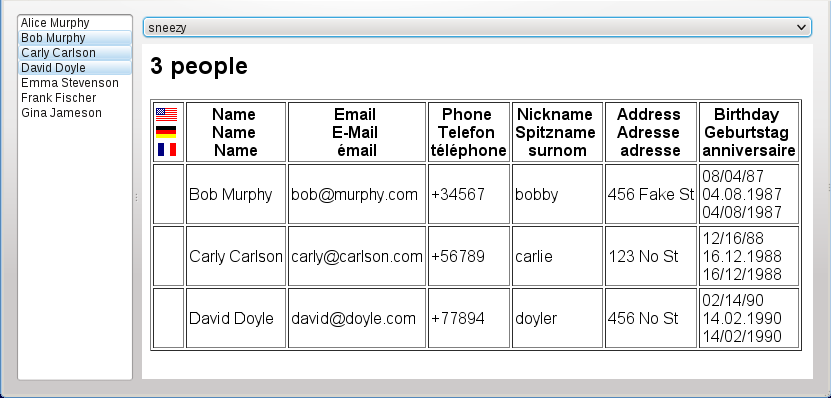 Alice Murphy
Bob Murphy
Carly Carlson
David Doyle
Emma Stevenson
Frank Fischer
Gina Jameson
sneezy
3 people
Name Email Phone Nickname Address Birthday
Name E-Mail Telefon Spitzname Adresse Geburtstag
Name émail téléphone surnom adresse anniversaire
08/04/87
Bob Murphy bob@murphy.com +34567 bobby 456 Fake St 04.08.1987
04/08/1987
12/16/88
Carly Carlson carly@carlson.com +56789 carlie 123 No St 16.12.1988
16/12/1988
02/14/90
David Doyle david@doyle.com +77894 doyler 456 No St 14.02.1990
14/02/1990